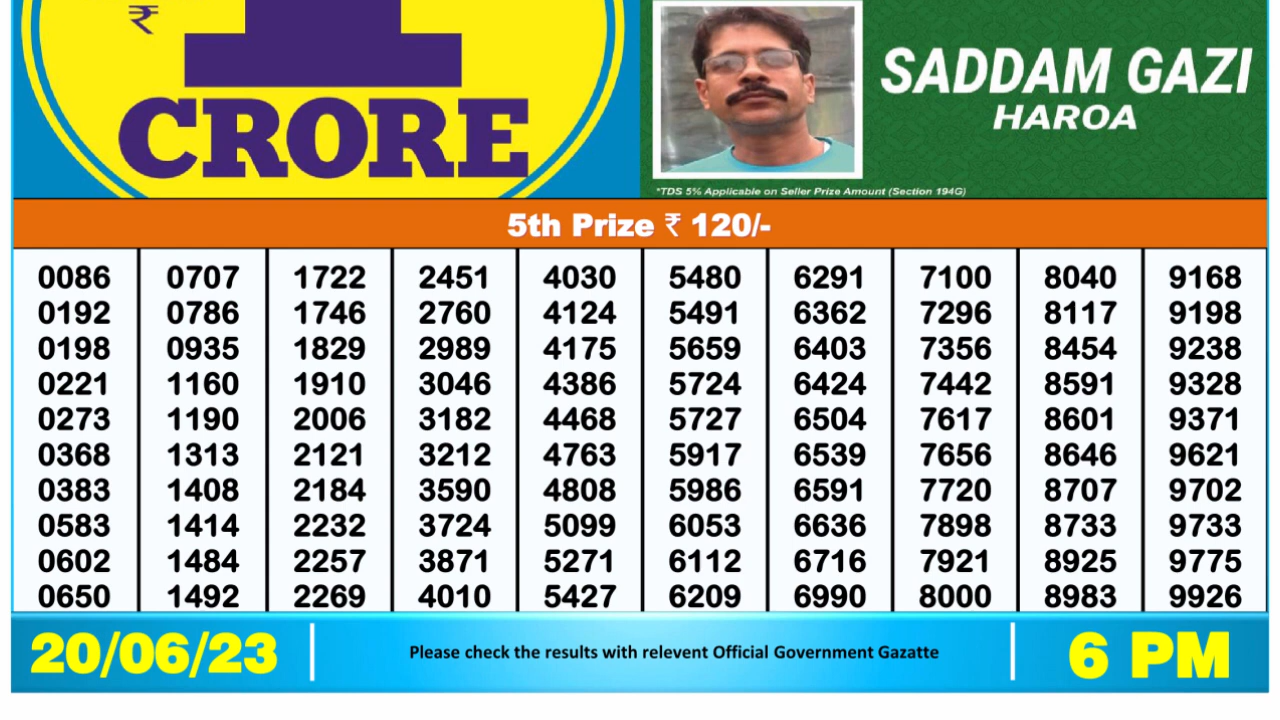 ₹
1
CRORE
SADDAM GAZI
HAROA
*TDS 5% Applicable on Seller Prize Amount (Section 194G)
5th Prize ₹ 120/-
0086 0707 1722 2451 4030 5480 6291 7100 8040 9168
0192 0786 1746 2760 4124 5491 6362 7296 8117 9198
0198 0935 1829 2989 4175 5659 6403 7356 8454 9238
0221 1160 1910 3046 4386 5724 6424 7442 8591 9328
0273 1190 2006 3182 4468 5727 6504 7617 8601 9371
0368 1313 2121 3212 4763 5917 6539 7656 8646 9621
0383 1408 2184 3590 4808 5986 6591 7720 8707 9702
0583 1414 2232 3724 5099 6053 6636 7898 8733 9733
0602 1484 2257 3871 5271 6112 6716 7921 8925 9775
0650 1492 2269 4010 5427 6209 6990 8000 8983 9926
20/06/23
Please check the results with relevent Official Government Gazatte
6 PM